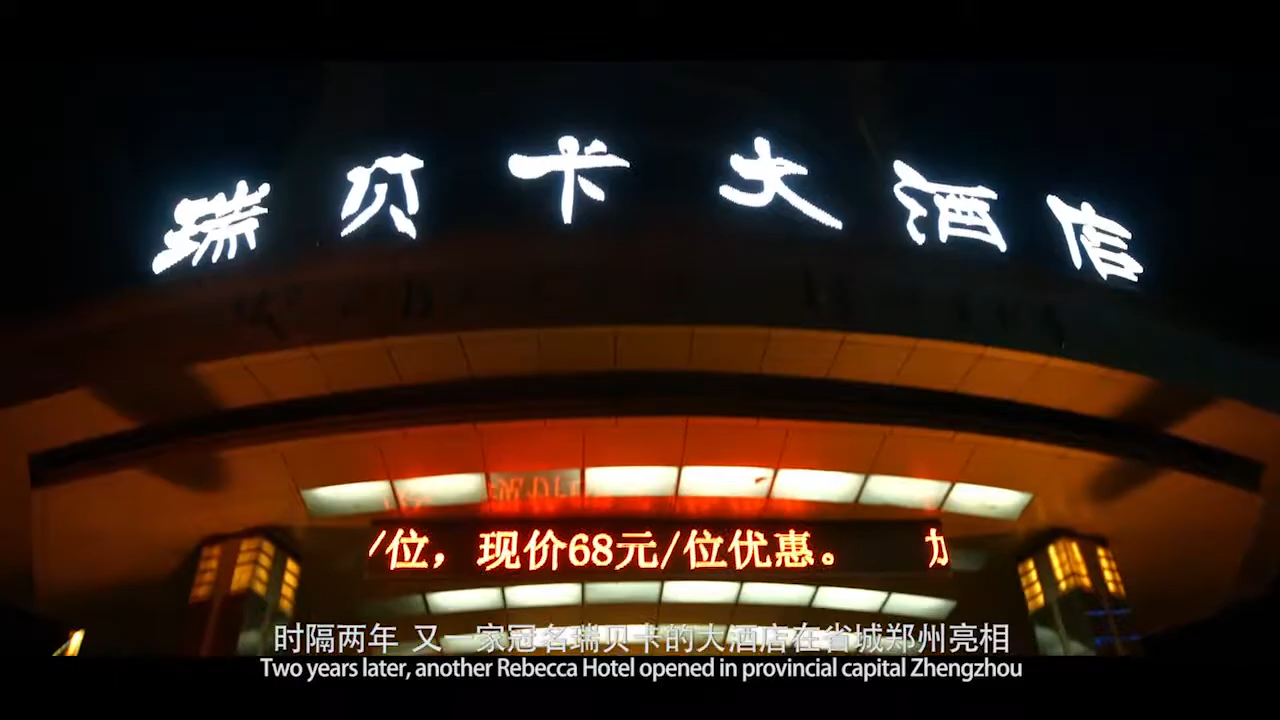 瑞贝卡大酒店
/位，现价68元/位优惠。 加
时隔两年 又一家冠名瑞贝卡的大酒店在省城郑州亮相
Two years later, another Rebecca Hotel opened in provincial capital Zhengzhou